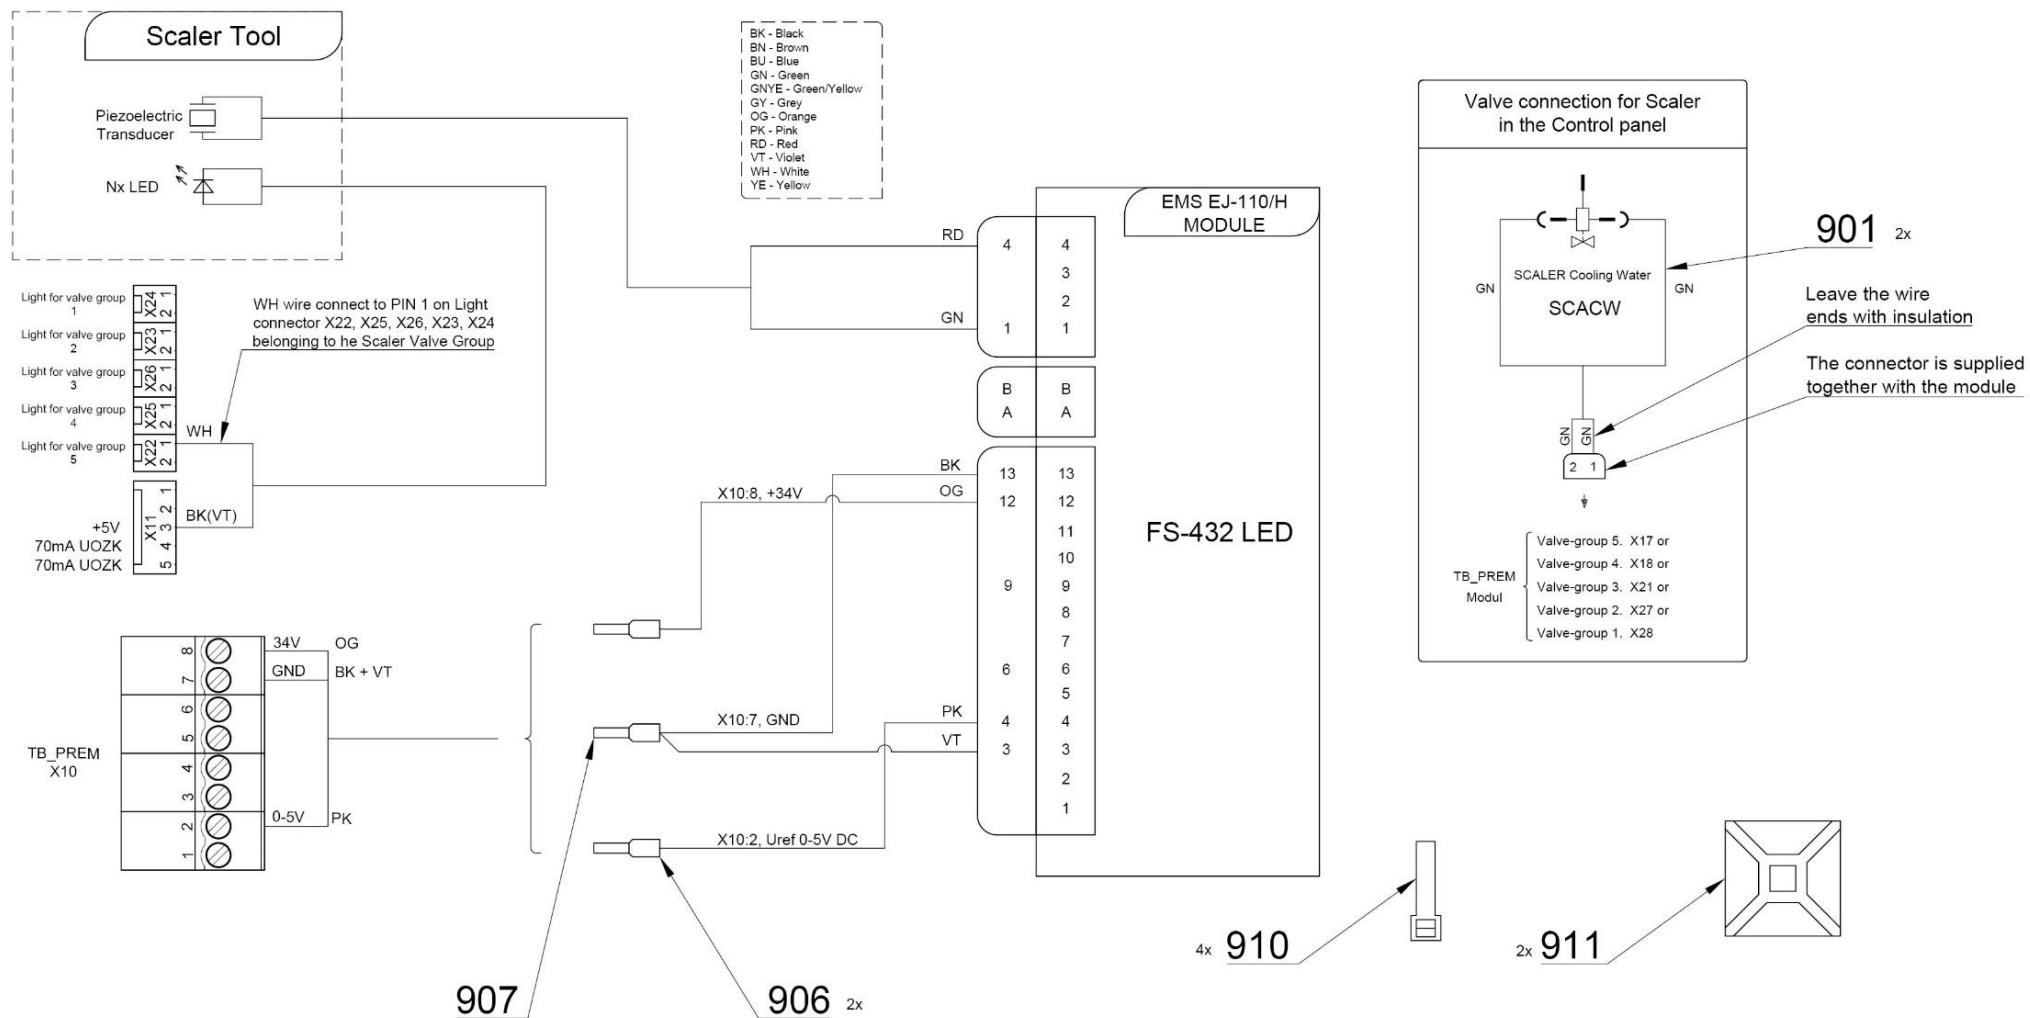 Scaler Tool
Piezoelectric
Transducer
Nx LED
BK - Black
BN - Brown
BU - Blue
GN - Green
GNYE - Green/Yellow
GY - Grey
OG - Orange
PK - Pink
RD - Red
VT - Violet
WH - White
YE - Yellow
Light for valve group
1
X24
2 1
Light for valve group
2
X23
2 1
Light for valve group
3
X26
2 1
Light for valve group
4
X25
2 1
Light for valve group
5
X22
2 1
WH wire connect to PIN 1 on Light
connector X22, X25, X26, X23, X24
belonging to he Scaler Valve Group
WH
BK(VT)
X11
1
2
3
4
5
+5V
70mA UOZK
70mA UOZK
TB_PREM
X10
8
7
6
5
4
3
2
1
34V OG
GND BK + VT
0-5V PK
X10:8, +34V
X10:7, GND
X10:2, Uref 0-5V DC
907
906 2x
EMS EJ-110/H
MODULE
FS-432 LED
RD 4 4
3
2
GN 1 1
B B
A A
BK 13 13
OG 12 12
11
10
9 9
8
7
6 6
5
PK 4 4
VT 3 3
2
1
Valve connection for Scaler
in the Control panel
SCALER Cooling Water
SCACW
GN
GN
GN
GN
2 1
901 2x
Leave the wire
ends with insulation
The connector is supplied
together with the module
TB_PREM
Modul
Valve-group 5. X17 or
Valve-group 4. X18 or
Valve-group 3. X21 or
Valve-group 2. X27 or
Valve-group 1. X28
4x 910
2x 911